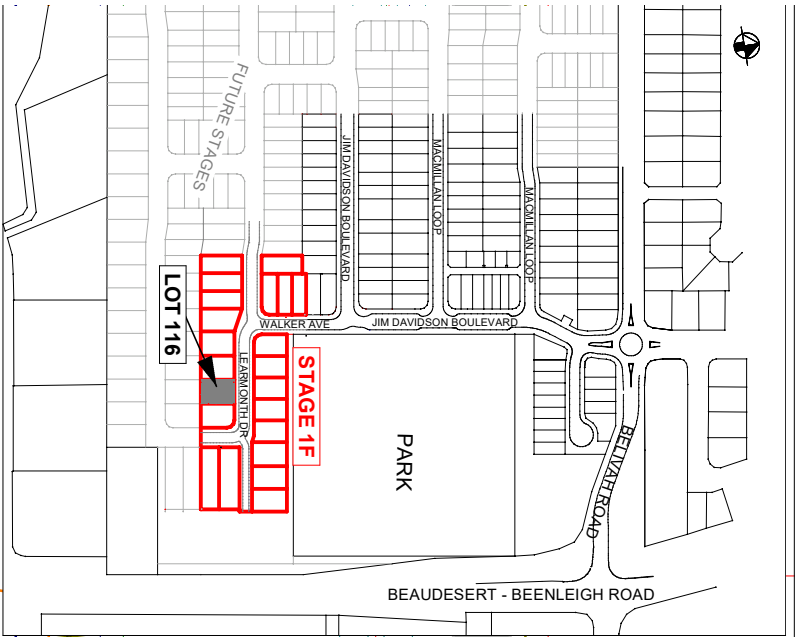 FUTURE STAGES
JIM DAVIDSON BOULEVARD
MACMILLAN LOOP
MACMILLAN LOOP
LOT 116
WALKER AVE
JIM DAVIDSON BOULEVARD
LEARMONTH DR
STAGE 1F
PARK
BELIVAH ROAD
BEAUDESERT - BEENLEIGH ROAD